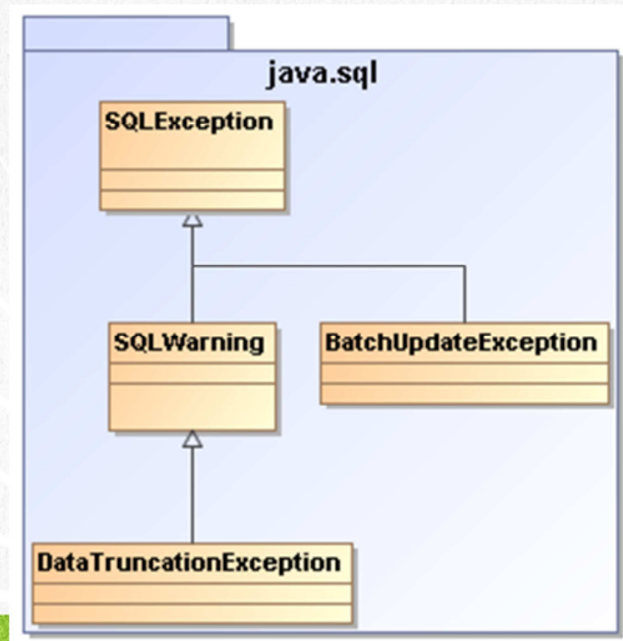 java.sql
SQLException
SQLWarning
BatchUpdateException
DataTruncationException